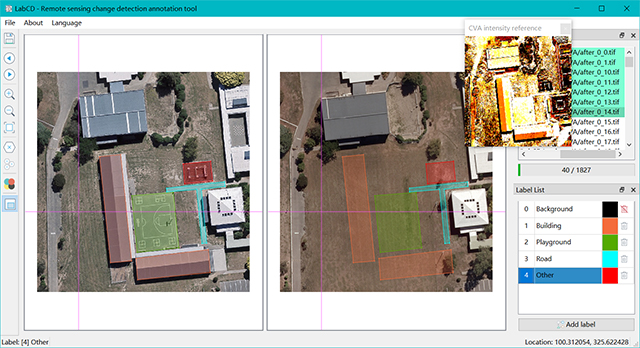 LabCD - Remote sensing change detection annotation tool
File About Language
CVA intensity reference
A/after_0_0.tif
A/after_0_1.tif
A/after_0_10.tif
A/after_0_11.tif
A/after_0_12.tif
A/after_0_13.tif
A/after_0_14.tif
A/after_0_15.tif
A/after_0_16.tif
A/after_0_17.tif
40 / 1827
Label List
0 Background
1 Building
2 Playground
3 Road
4 Other
Add label
Label: [4] Other
Location: 100.312054, 325.622428